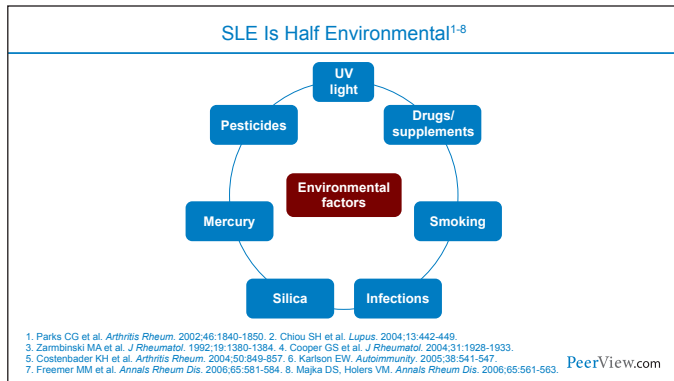 SLE Is Half Environmental1-8
UV
light
Drugs/
supplements
Pesticides
Environmental
factors
Mercury
Smoking
Silica
Infections
1. Parks CG et al. Arthritis Rheum. 2002;46:1840-1850. 2. Chiou SH et al. Lupus. 2004;13:442-449.
3. Zarmbinski MA et al. J Rheumatol. 1992;19:1380-1384. 4. Cooper GS et al. J Rheumatol. 2004;31:1928-1933.
5. Costenbader KH et al. Arthritis Rheum. 2004;50:849-857. 6. Karlson EW. Autoimmunity. 2005;38:541-547.
7. Freemer MM et al. Annals Rheum Dis. 2006;65:581-584. 8. Majka DS, Holers VM. Annals Rheum Dis. 2006;65:561-563.
PeerView.com